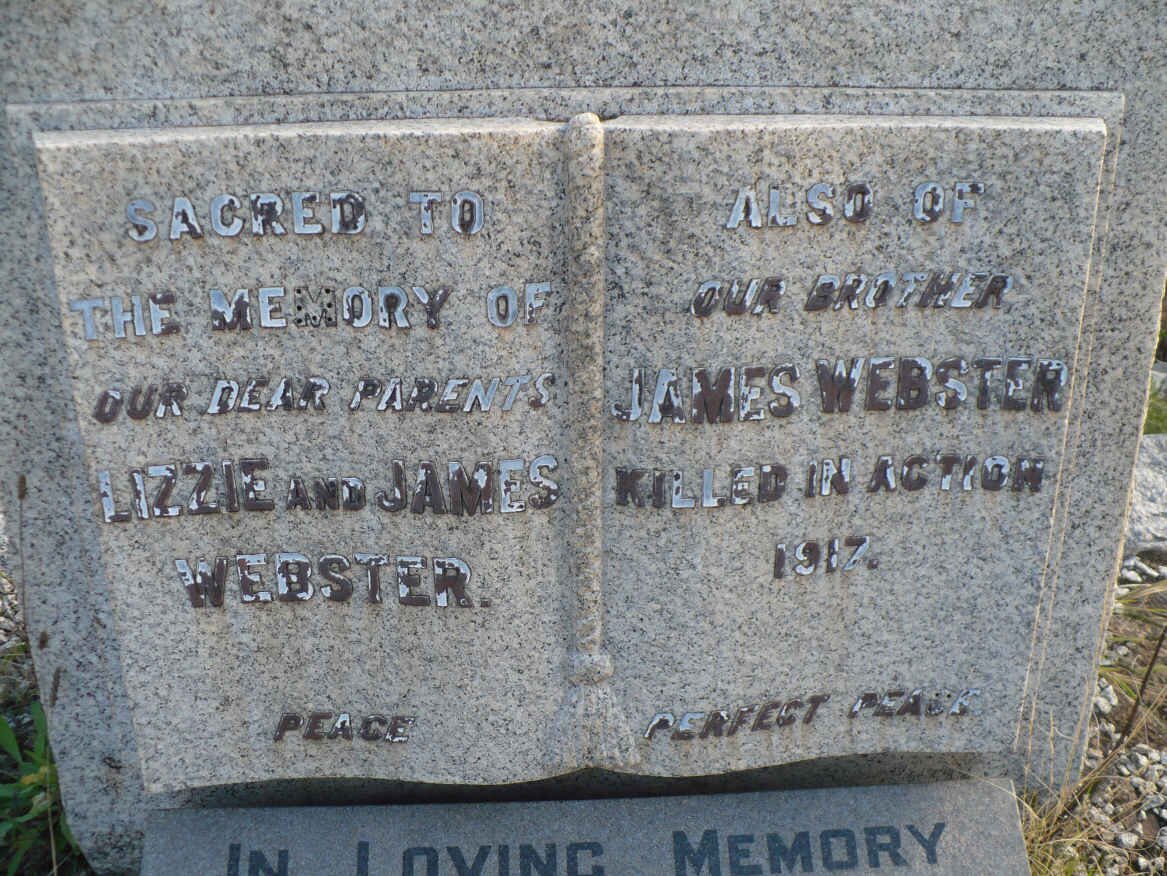 SACRED TO
THE MEMORY OF
OUR DEAR PARENTS
LIZZIE AND JAMES
WEBSTER.
PEACE
ALSO OF
OUR BROTHER
JAMES WEBSTER
KILLED IN ACTION
1917.
PERFECT PEACE.
IN LOVING MEMORY